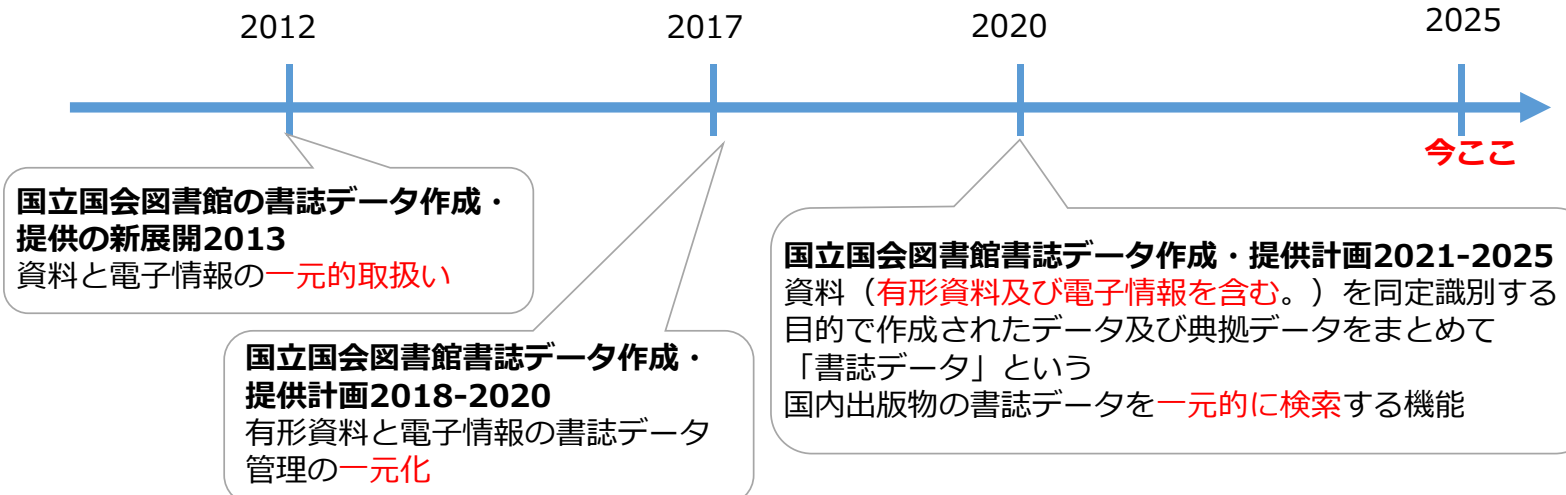 2012
2017
2020
2025
今ここ
国立国会図書館の書誌データ作成・
提供の新展開2013
資料と電子情報の一元的取扱い
国立国会図書館書誌データ作成・
提供計画2018-2020
有形資料と電子情報の書誌データ
管理の一元化
国立国会図書館書誌データ作成・提供計画2021-2025
資料（有形資料及び電子情報を含む。）を同定識別する
目的で作成されたデータ及び典拠データをまとめて
「書誌データ」という
国内出版物の書誌データを一元的に検索する機能